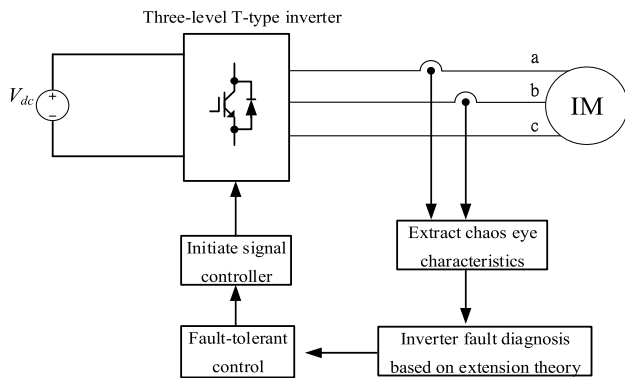 Three-level T-type inverter
a
V_dc
+
−
b
IM
c
Extract chaos eye
characteristics
Initiate signal
controller
Fault-tolerant
control
Inverter fault diagnosis
based on extension theory